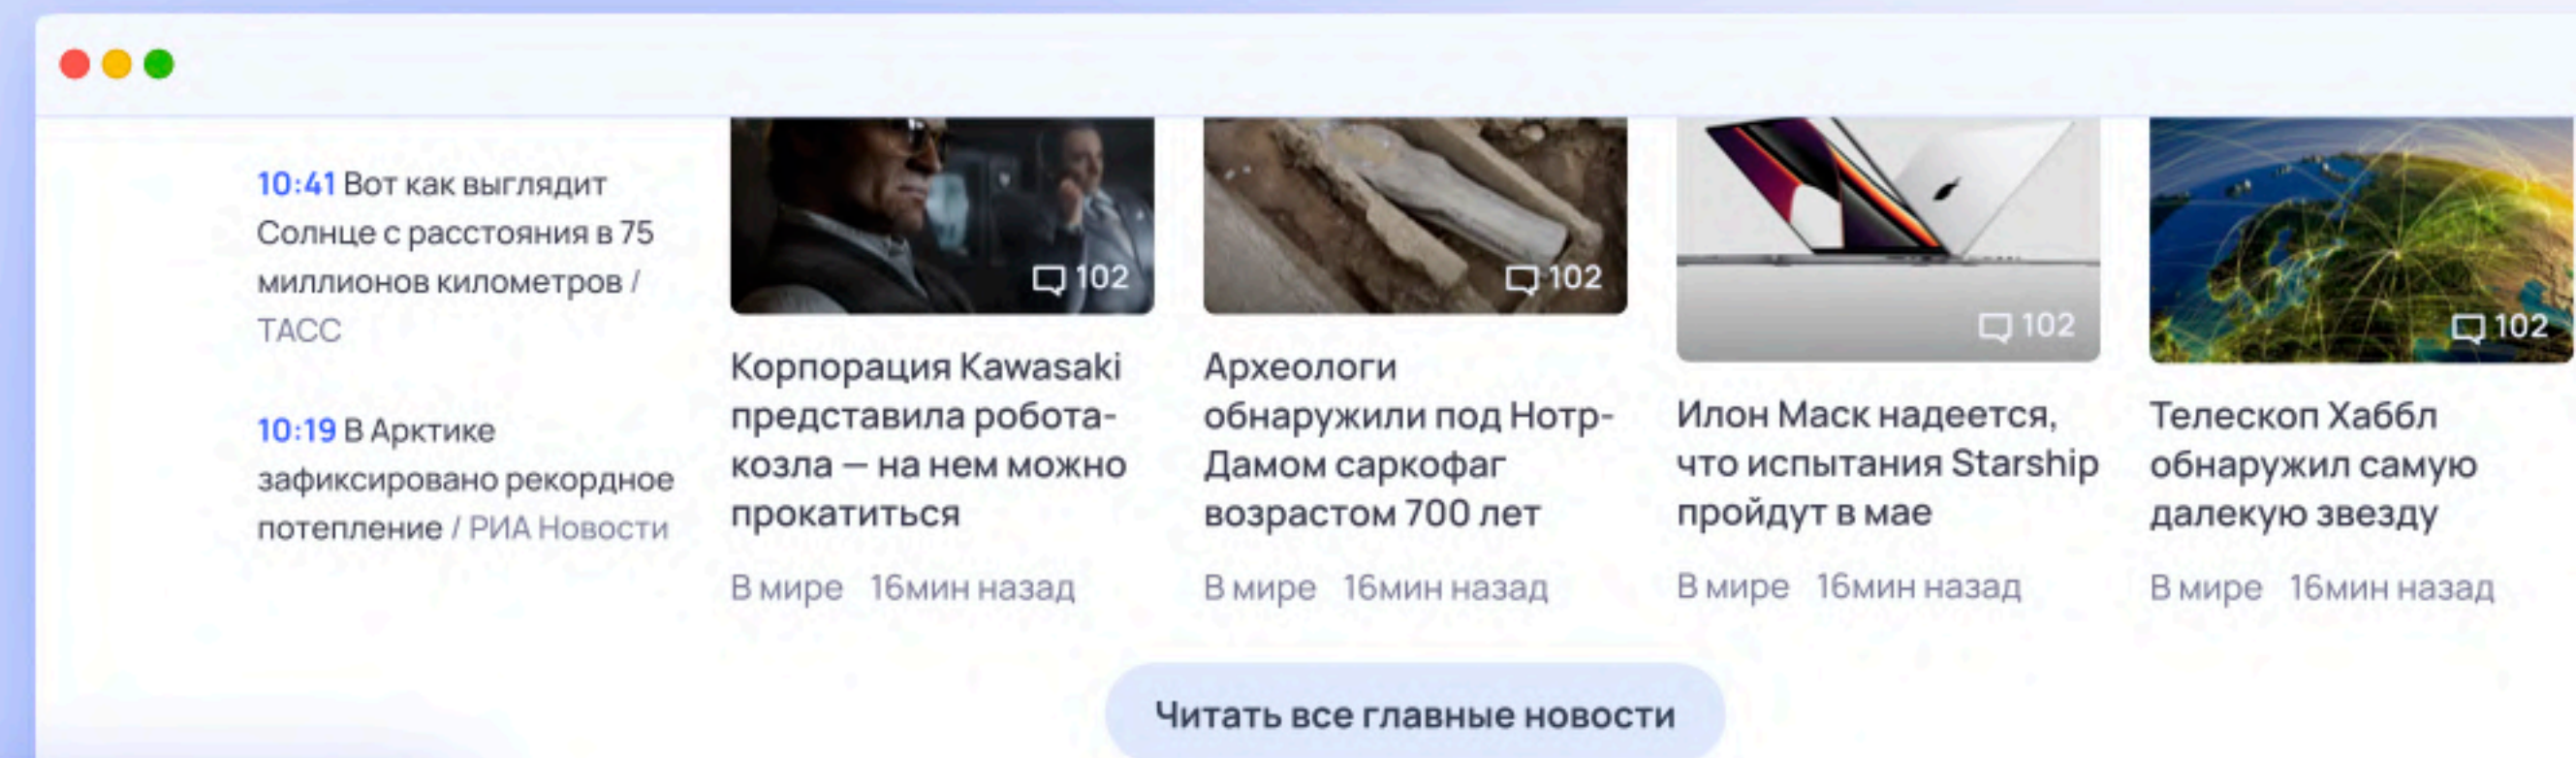 10:41 Вот как выглядит
Солнце с расстояния в 75
миллионов километров /
ТАСС
10:19 В Арктике
зафиксировано рекордное
потепление / РИА Новости
102
Корпорация Kawasaki
представила робота-
козла — на нем можно
прокатиться
В мире 16мин назад
102
Археологи
обнаружили под Нотр-
Дамом саркофаг
возрастом 700 лет
В мире 16мин назад
102
Илон Маск надеется,
что испытания Starship
пройдут в мае
В мире 16мин назад
102
Телескоп Хаббл
обнаружил самую
далекую звезду
В мире 16мин назад
Читать все главные новости